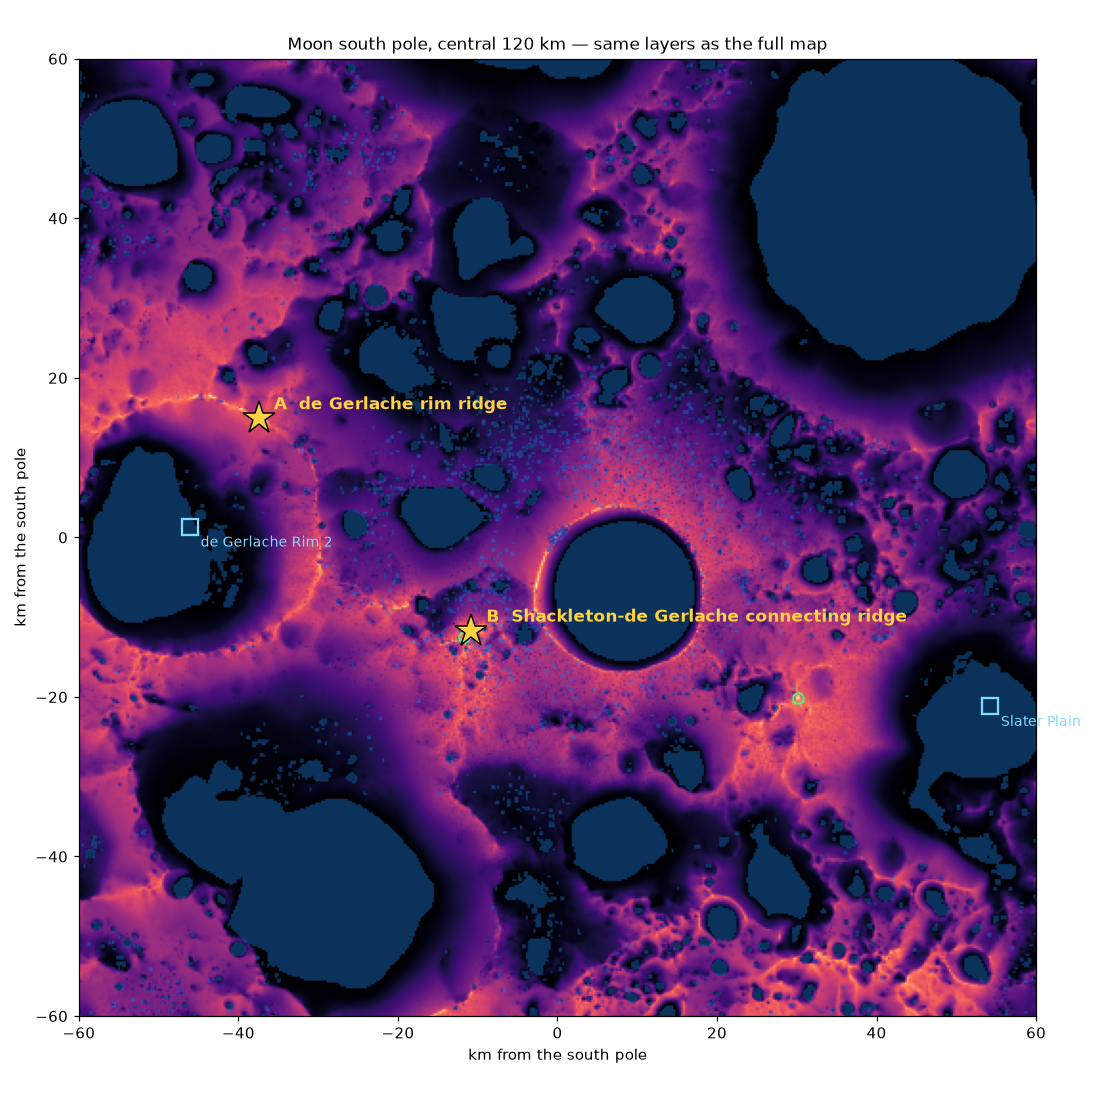 Moon south pole, central 120 km — same layers as the full map
60
40
20
0
−20
−40
−60
km from the south pole
A  de Gerlache rim ridge
de Gerlache Rim 2
B  Shackleton-de Gerlache connecting ridge
Slater Plain
−60
−40
−20
0
20
40
60
km from the south pole